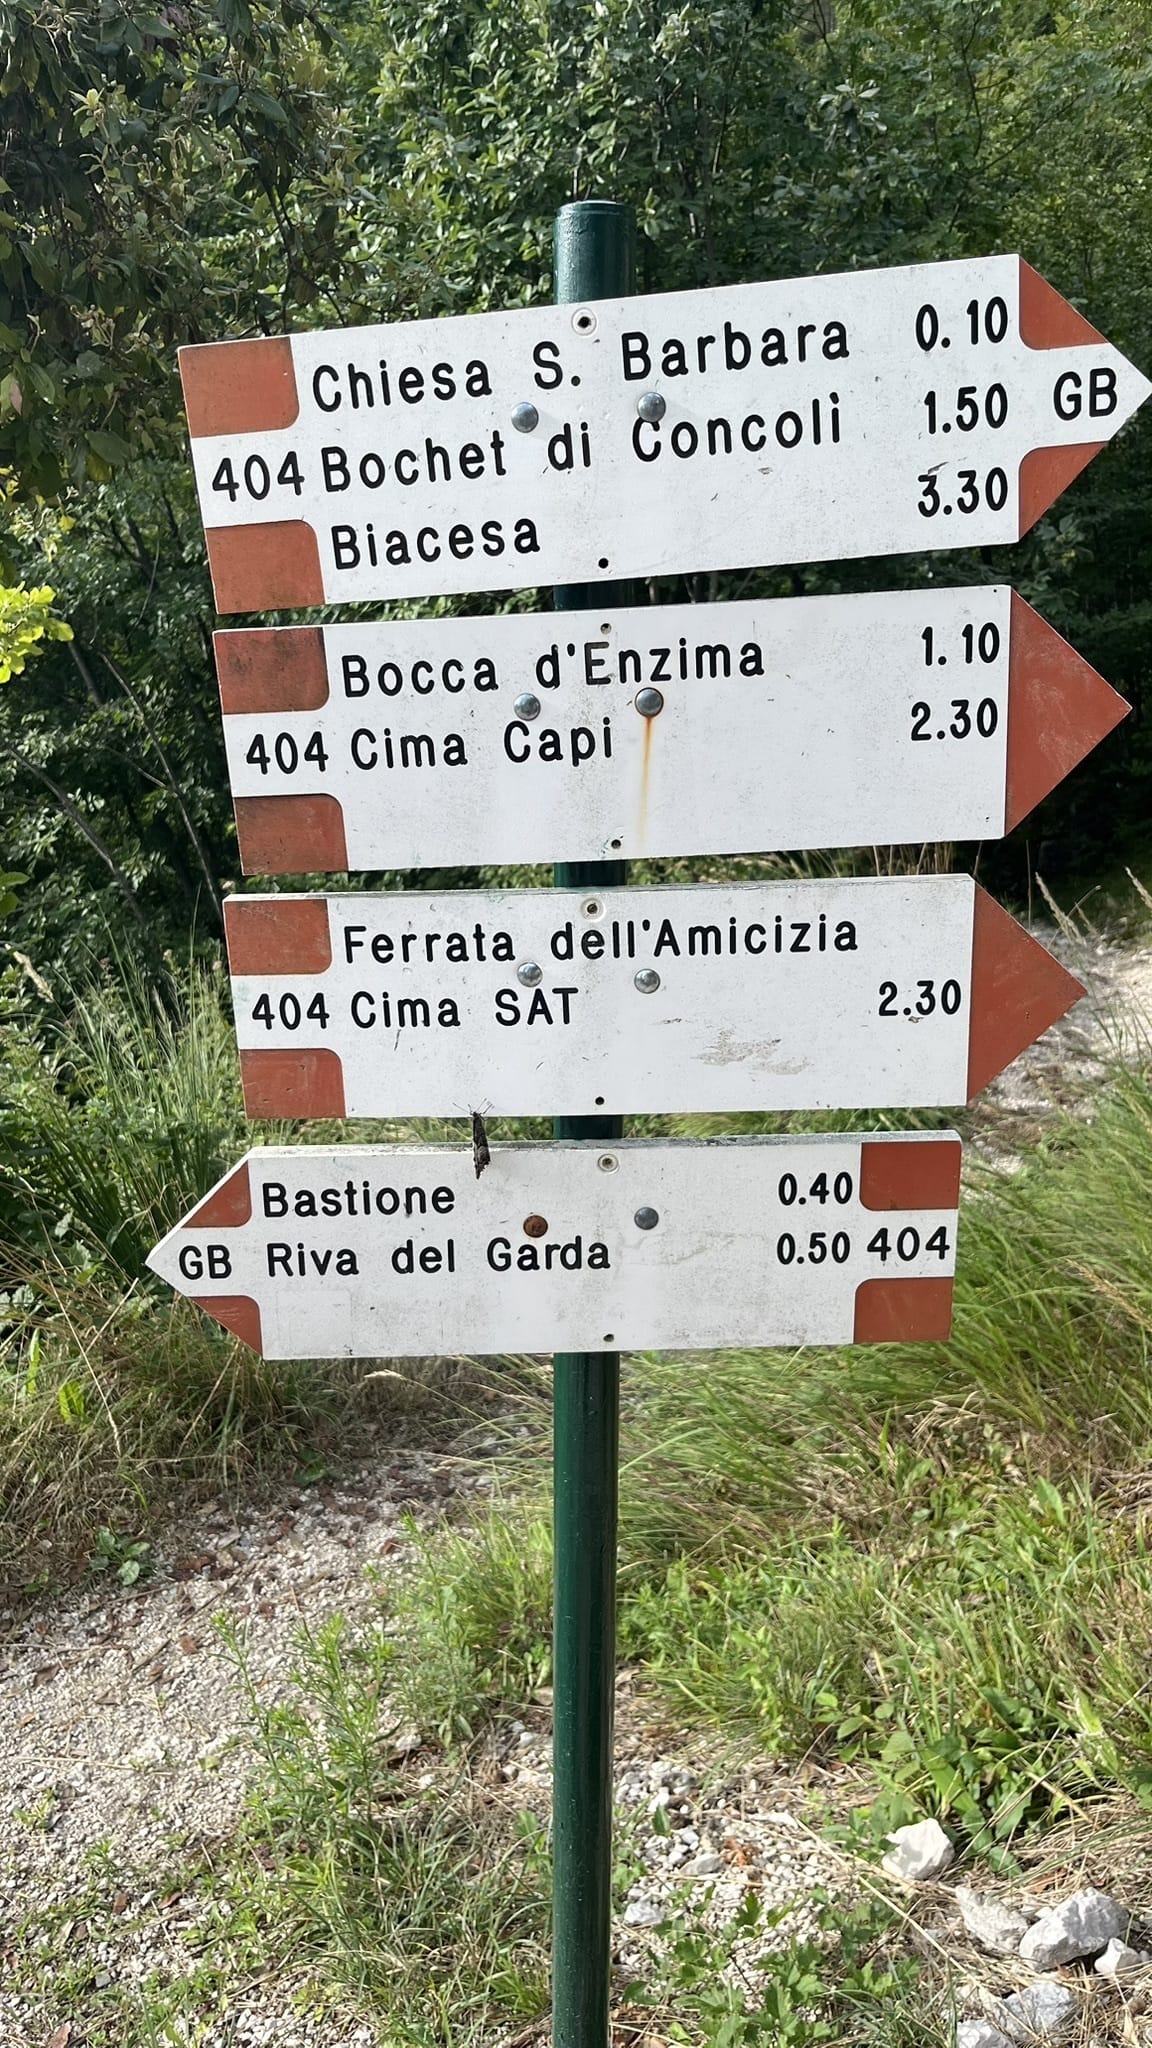 Chiesa S. Barbara 0.10
404 Bochet di Concoli 1.50 GB
Biacesa 3.30
Bocca d'Enzima 1.10
404 Cima Capi 2.30
Ferrata dell'Amicizia
404 Cima SAT 2.30
Bastione 0.40
GB Riva del Garda 0.50 404